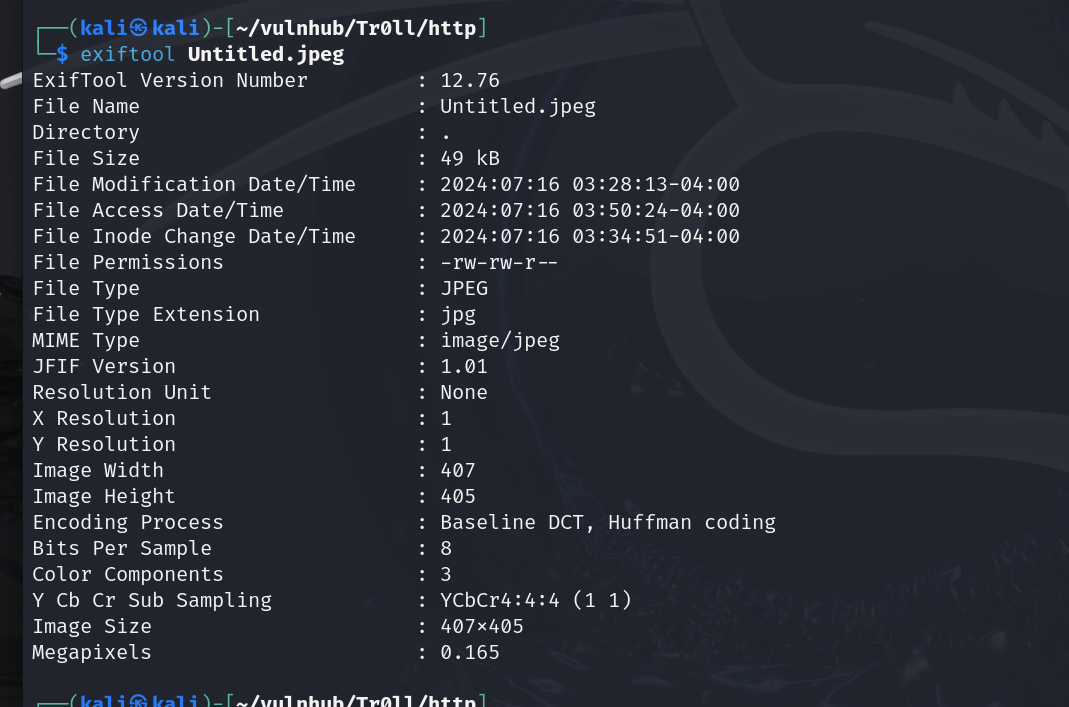 ┌──(kali㉿kali)-[~/vulnhub/Tr0ll/http]
└─$ exiftool Untitled.jpeg
ExifTool Version Number         : 12.76
File Name                       : Untitled.jpeg
Directory                       : .
File Size                       : 49 kB
File Modification Date/Time     : 2024:07:16 03:28:13-04:00
File Access Date/Time           : 2024:07:16 03:50:24-04:00
File Inode Change Date/Time     : 2024:07:16 03:34:51-04:00
File Permissions                : -rw-rw-r--
File Type                       : JPEG
File Type Extension             : jpg
MIME Type                       : image/jpeg
JFIF Version                    : 1.01
Resolution Unit                 : None
X Resolution                    : 1
Y Resolution                    : 1
Image Width                     : 407
Image Height                    : 405
Encoding Process                : Baseline DCT, Huffman coding
Bits Per Sample                 : 8
Color Components                : 3
Y Cb Cr Sub Sampling            : YCbCr4:4:4 (1 1)
Image Size                      : 407x405
Megapixels                      : 0.165
┌──(kali㉿kali)-[~/vulnhub/Tr0ll/http]